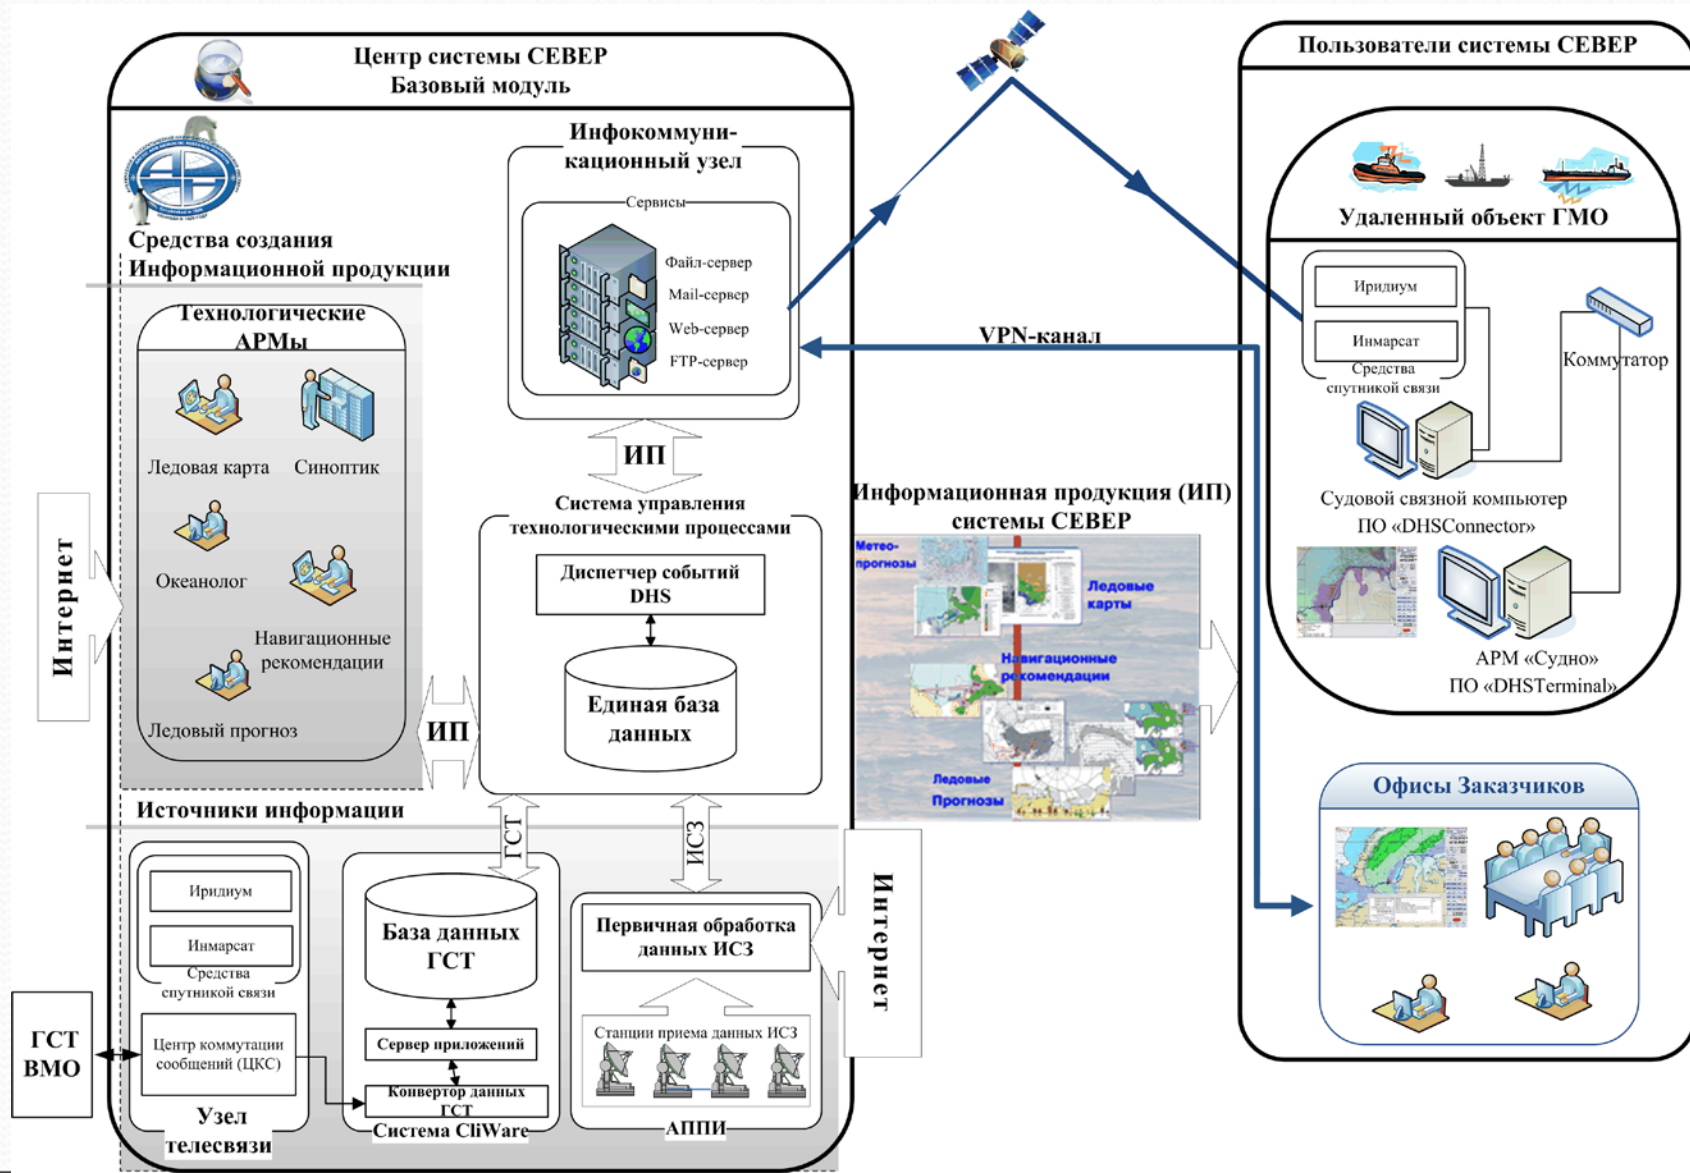 Центр системы СЕВЕР
Базовый модуль
Инфокоммуни-
кационный узел
Сервисы
Файл-сервер
Mail-сервер
Web-сервер
FTP-сервер
Средства создания
Информационной продукции
Технологические
АРМы
Ледовая карта
Синоптик
Океанолог
Навигационные
рекомендации
Ледовый прогноз
Интернет
ИП
Система управления
технологическими процессами
Диспетчер событий
DHS
Единая база
данных
ИП
Источники информации
ГСТ
ИСЗ
Иридиум
Инмарсат
Средства
спутникой связи
Центр коммутации
сообщений (ЦКС)
Узел
телесвязи
ГСТ
ВМО
База данных
ГСТ
Сервер приложений
Конвертор данных
ГСТ
Система CliWare
Первичная обработка
данных ИСЗ
Станции приема данных ИСЗ
АППИ
Интернет
VPN-канал
Информационная продукция (ИП)
системы СЕВЕР
Метео-
прогнозы
Ледовые
карты
Навигационные
рекомендации
Ледовые
Прогнозы
Пользователи системы СЕВЕР
Удаленный объект ГМО
Иридиум
Инмарсат
Средства
спутникой связи
Коммутатор
Судовой связной компьютер
ПО «DHSConnector»
АРМ «Судно»
ПО «DHSTerminal»
Офисы Заказчиков